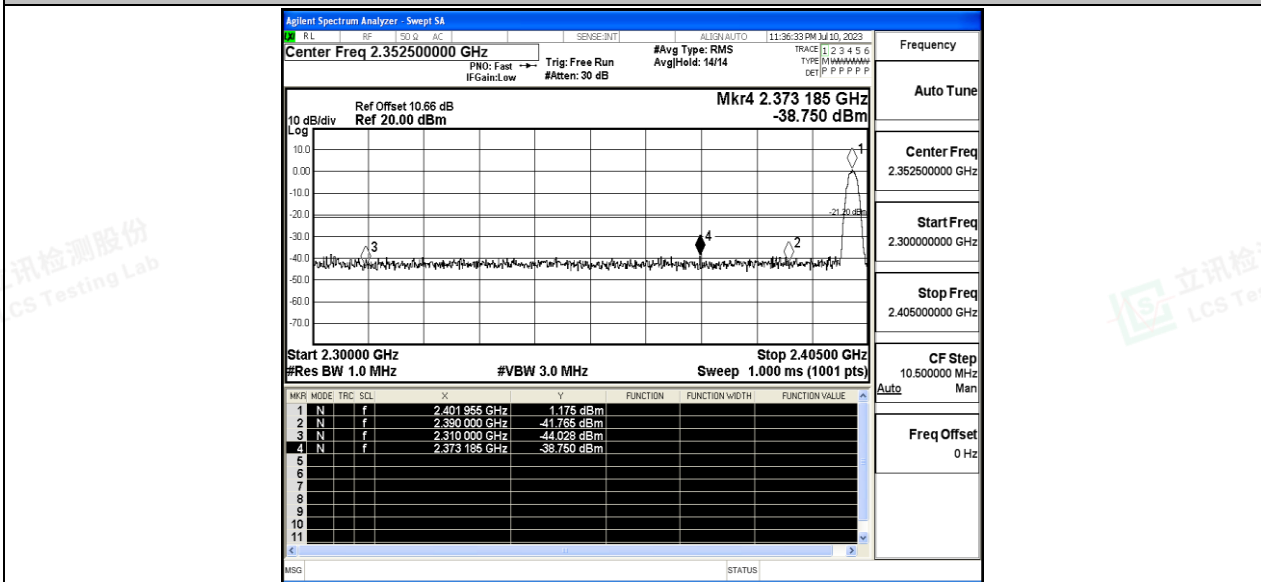 Agilent Spectrum Analyzer - Swept SA
RL RF 50 Ω AC SENSE:INT ALIGN AUTO 11:36:33 PM Jul 10, 2023
Center Freq 2.352500000 GHz
PNO: Fast
IFGain:Low
Trig: Free Run
#Atten: 30 dB
#Avg Type: RMS
Avg|Hold: 14/14
TRACE 1 2 3 4 5 6
TYPE M WWWWW
DET P P P P P P
Frequency
Auto Tune
Center Freq
2.352500000 GHz
Start Freq
2.300000000 GHz
Stop Freq
2.405000000 GHz
CF Step
10.500000 MHz
Auto Man
Freq Offset
0 Hz
Mkr4 2.373 185 GHz
-38.750 dBm
Ref Offset 10.66 dB
10 dB/div Ref 20.00 dBm
Log
10.0
0.00
-10.0
-20.0
-30.0
-40.0
-50.0
-60.0
-70.0
1
-21.20 dBm
3
4
2
Start 2.30000 GHz Stop 2.40500 GHz
#Res BW 1.0 MHz #VBW 3.0 MHz Sweep 1.000 ms (1001 pts)
MKR MODE TRC SCL X Y FUNCTION FUNCTION WIDTH FUNCTION VALUE
1 N f 2.401 955 GHz 1.175 dBm
2 N f 2.390 000 GHz -41.765 dBm
3 N f 2.310 000 GHz -44.028 dBm
4 N f 2.373 185 GHz -38.750 dBm
5
6
7
8
9
10
11
MSG STATUS
讯检测股份
LCS Testing Lab
立讯检
LCS Te